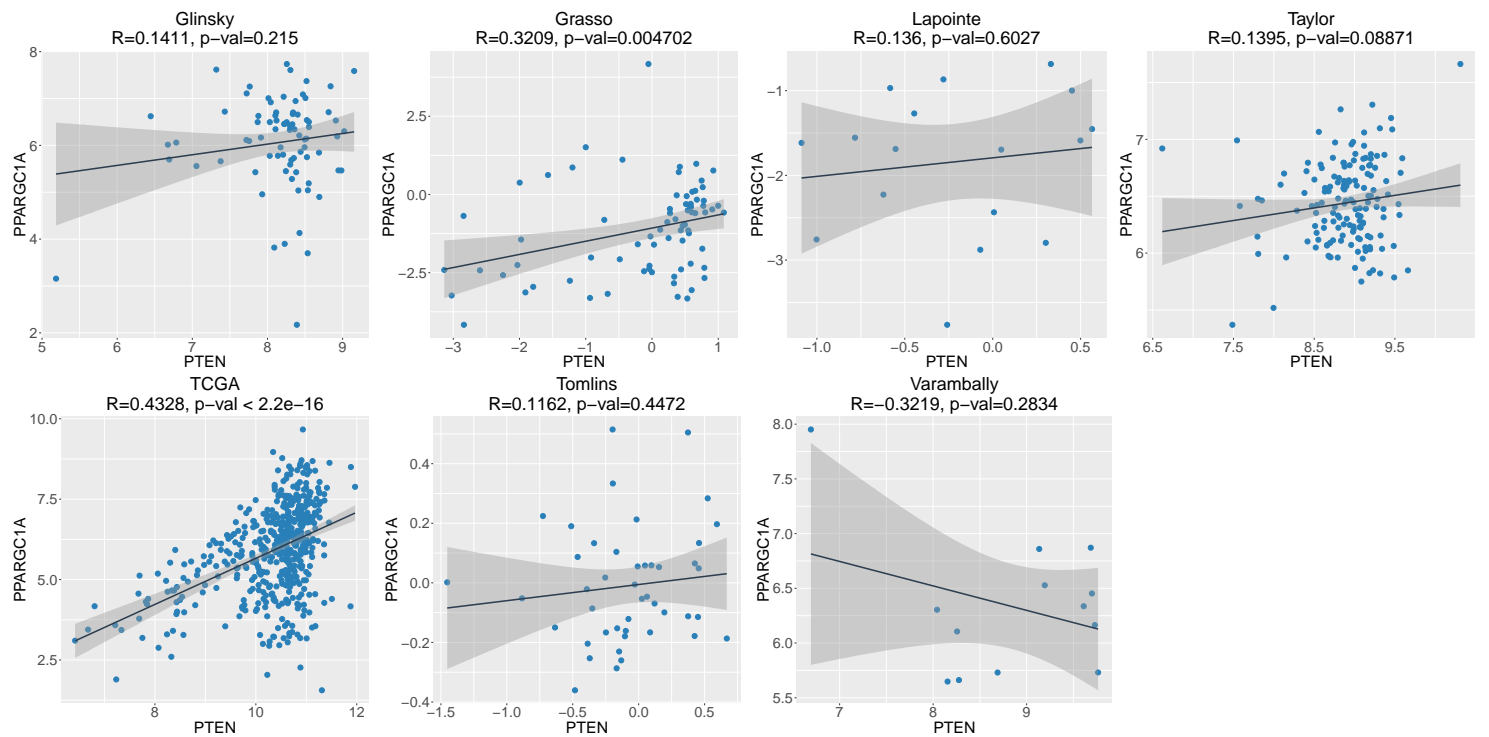 Glinsky
R=0.1411, p−val=0.215
8
6
4
2
5 6 7 8 9
PTEN
PPARGC1A
Grasso
R=0.3209, p−val=0.004702
2.5
0.0
−2.5
−3 −2 −1 0 1
PTEN
PPARGC1A
Lapointe
R=0.136, p−val=0.6027
−1
−2
−3
−1.0 −0.5 0.0 0.5
PTEN
PPARGC1A
Taylor
R=0.1395, p−val=0.08871
7
6
6.5 7.5 8.5 9.5
PTEN
PPARGC1A
TCGA
R=0.4328, p−val < 2.2e−16
10.0
7.5
5.0
2.5
8 10 12
PTEN
PPARGC1A
Tomlins
R=0.1162, p−val=0.4472
0.4
0.2
0.0
−0.2
−0.4
−1.5 −1.0 −0.5 0.0 0.5
PTEN
PPARGC1A
Varambally
R=−0.3219, p−val=0.2834
8.0
7.5
7.0
6.5
6.0
5.5
7 8 9
PTEN
PPARGC1A